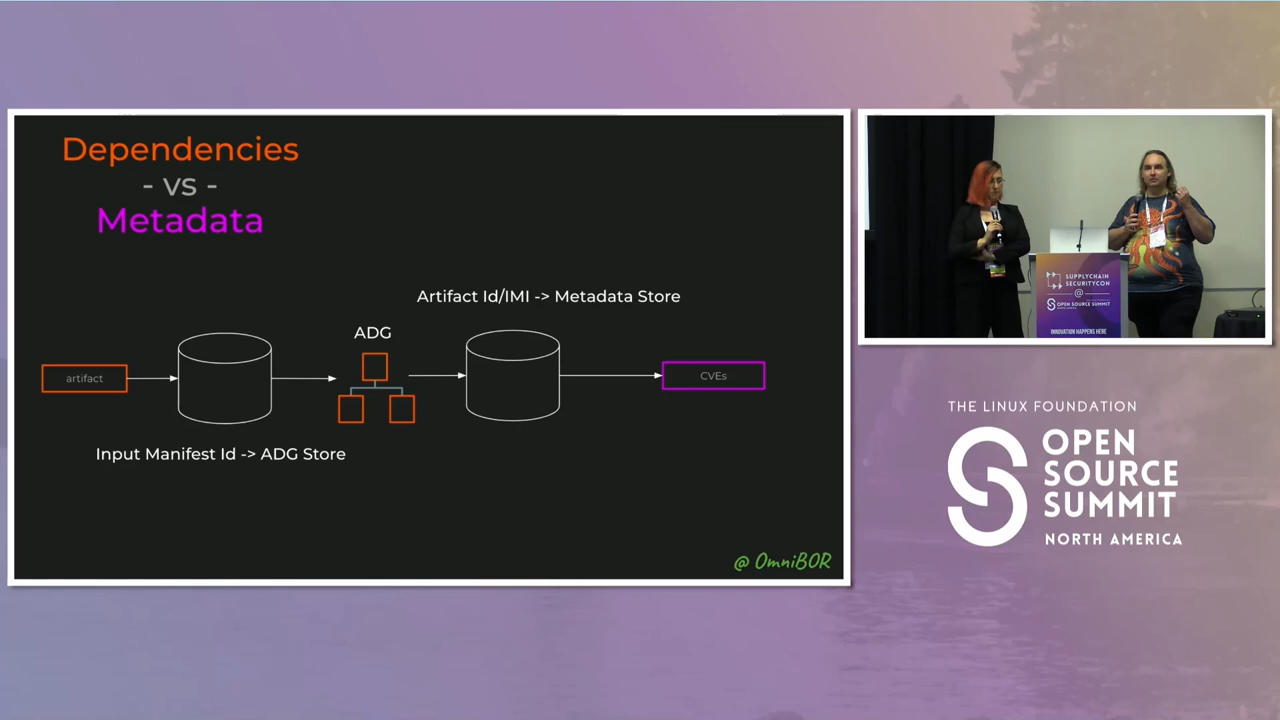 Dependencies
- vs -
Metadata
Artifact Id/IMI -> Metadata Store
ADG
artifact
CVEs
Input Manifest Id -> ADG Store
@ OmniBOR
SUPPLYCHAIN
SECURITYCON
@
OPEN SOURCE SUMMIT
INNOVATION HAPPENS HERE
THE LINUX FOUNDATION
OPEN
SOURCE
SUMMIT
NORTH AMERICA